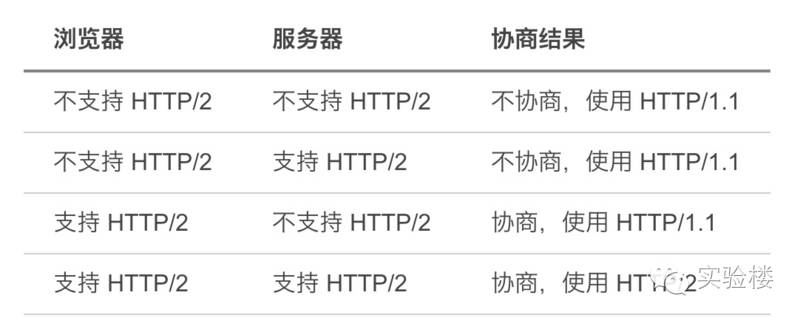 浏览器 服务器 协商结果
不支持 HTTP/2 不支持 HTTP/2 不协商，使用 HTTP/1.1
不支持 HTTP/2 支持 HTTP/2 不协商，使用 HTTP/1.1
支持 HTTP/2 不支持 HTTP/2 协商，使用 HTTP/1.1
支持 HTTP/2 支持 HTTP/2 协商，使用 HTTP/2
实验楼